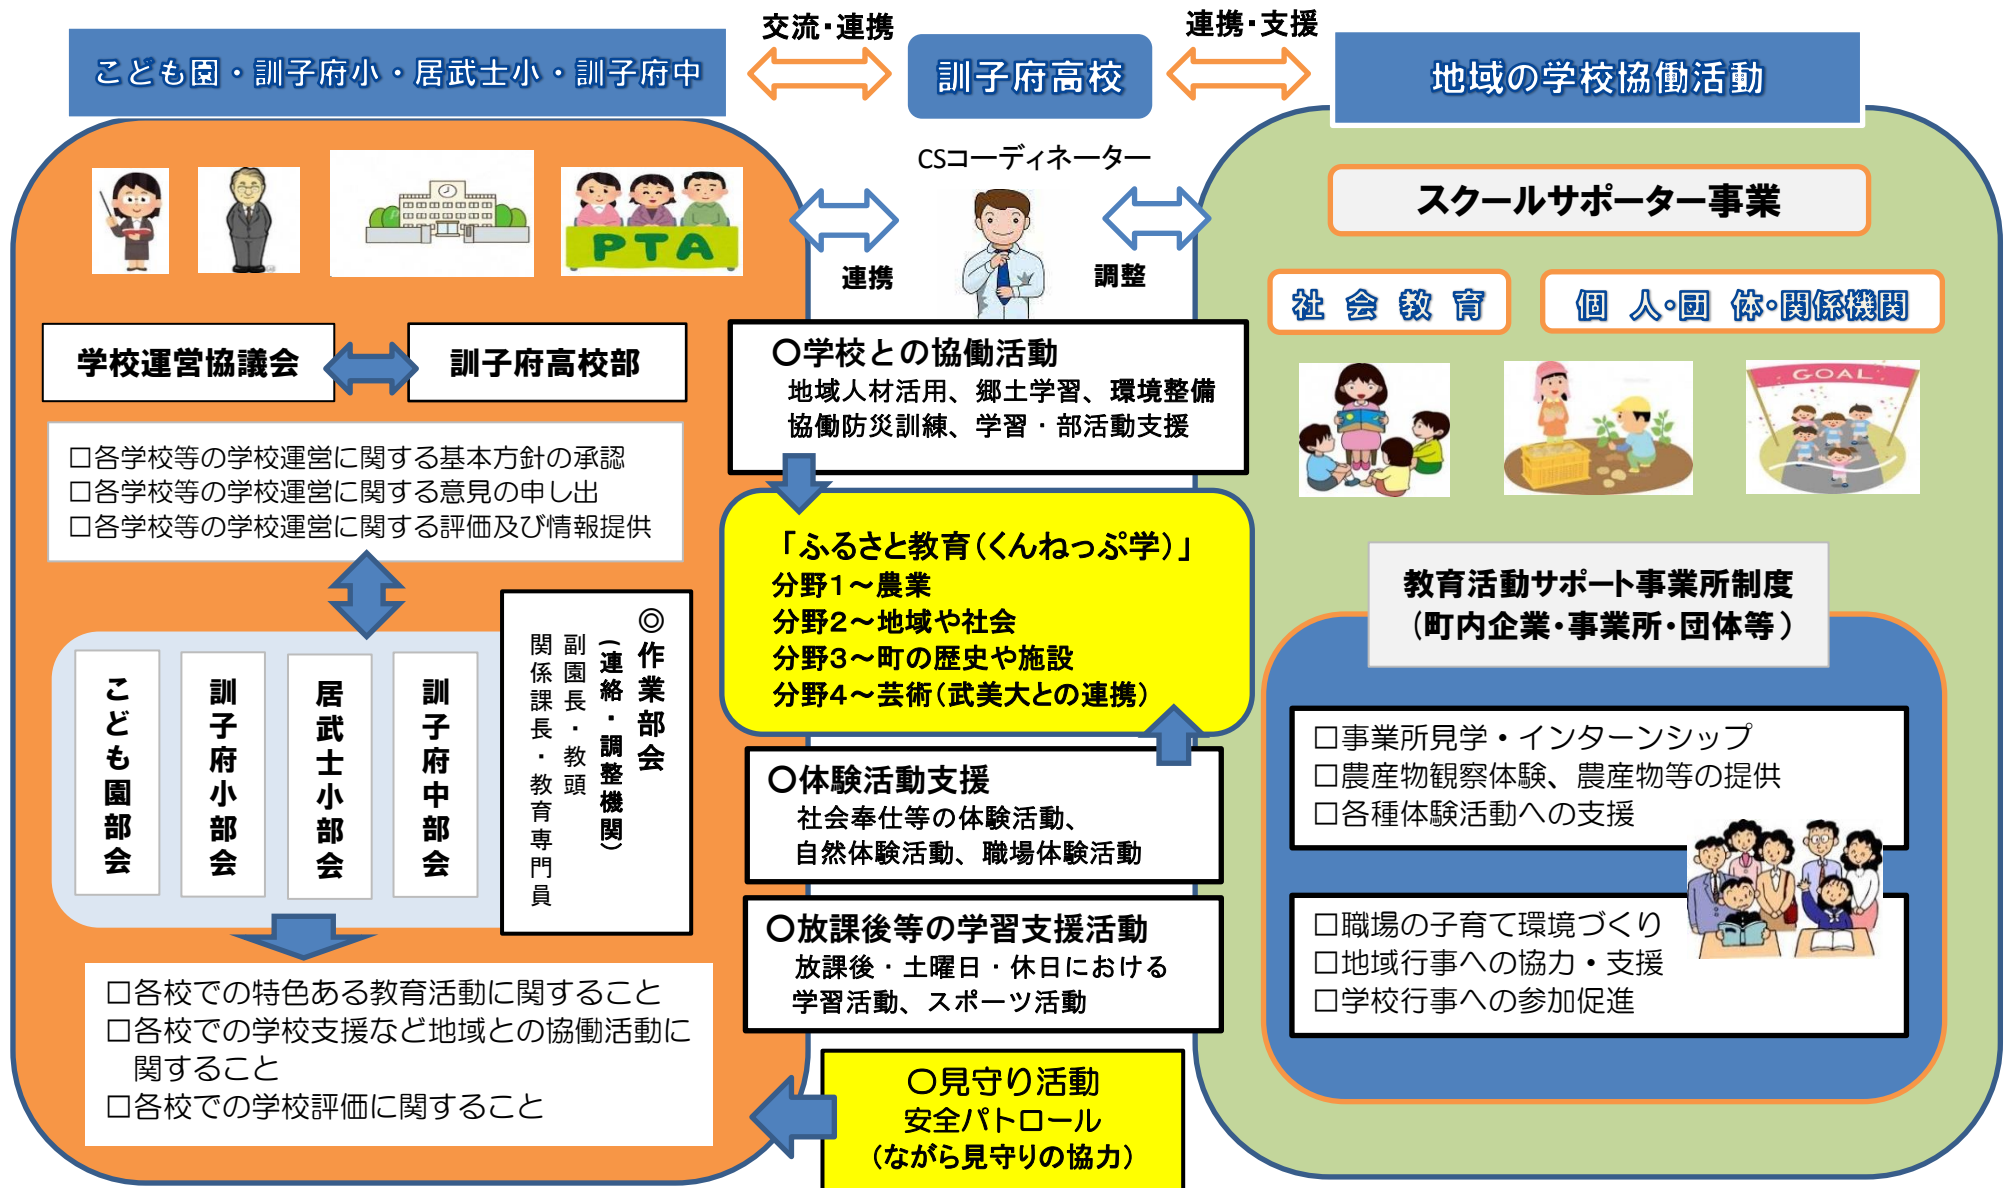 交流・連携
連携・支援
こども園・訓子府小・居武士小・訓子府中
訓子府高校
地域の学校協働活動
CSコーディネーター
連携
調整
PTA
学校運営協議会
訓子府高校部
□各学校等の学校運営に関する基本方針の承認
□各学校等の学校運営に関する意見の申し出
□各学校等の学校運営に関する評価及び情報提供
こども園部会
訓子府小部会
居武士小部会
訓子府中部会
◎作業部会
(連絡・調整機関)
副園長・教頭
関係課長・教育専門員
□各校での特色ある教育活動に関すること
□各校での学校支援など地域との協働活動に
関すること
□各校での学校評価に関すること
〇学校との協働活動
地域人材活用、郷土学習、環境整備
協働防災訓練、学習・部活動支援
「ふるさと教育(くんねっぷ学)」
分野1~農業
分野2~地域や社会
分野3~町の歴史や施設
分野4~芸術(武美大との連携)
〇体験活動支援
社会奉仕等の体験活動、
自然体験活動、職場体験活動
〇放課後等の学習支援活動
放課後・土曜日・休日における
学習活動、スポーツ活動
〇見守り活動
安全パトロール
(ながら見守りの協力)
スクールサポーター事業
社 会 教 育
個 人・団 体・関係機関
GOAL
教育活動サポート事業所制度
(町内企業・事業所・団体等)
□事業所見学・インターンシップ
□農産物観察体験、農産物等の提供
□各種体験活動への支援
□職場の子育て環境づくり
□地域行事への協力・支援
□学校行事への参加促進